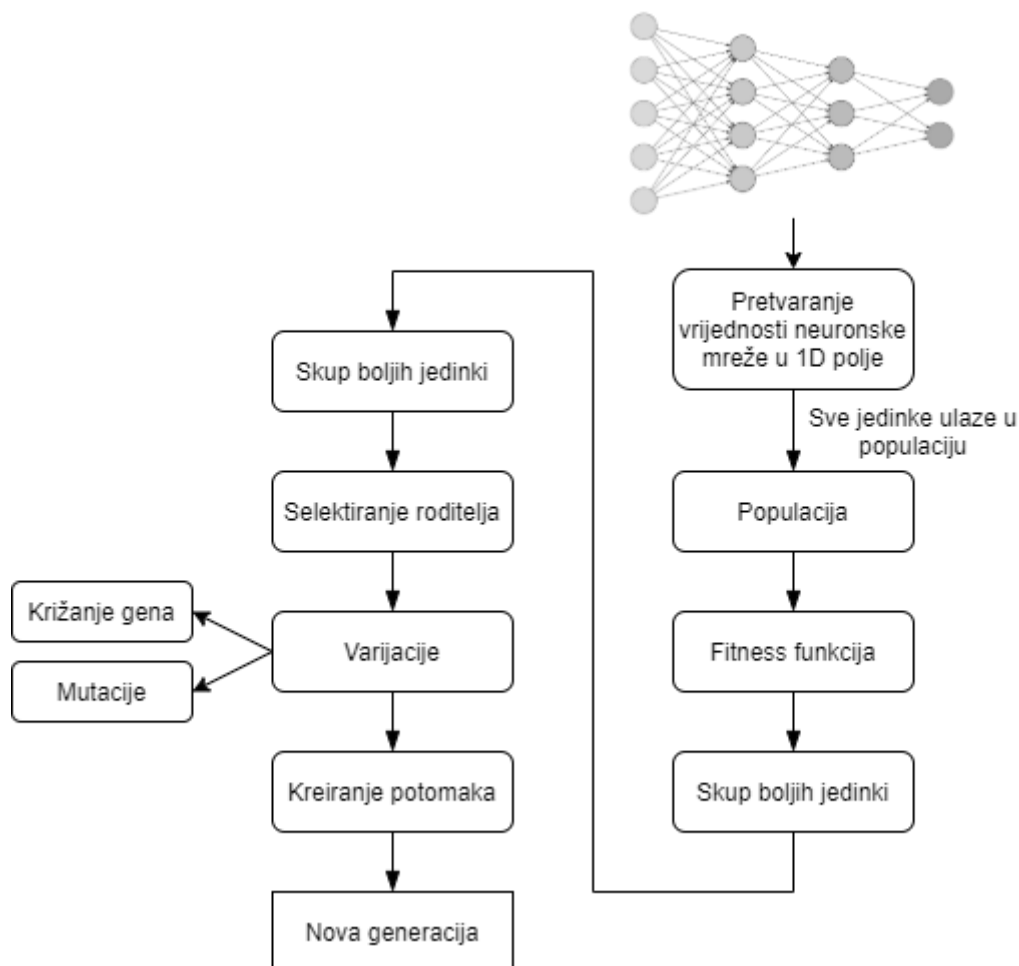 Pretvaranje
vrijednosti neuronske
mreže u 1D polje
Sve jedinke ulaze u
populaciju
Populacija
Fitness funkcija
Skup boljih jedinki
Skup boljih jedinki
Selektiranje roditelja
Varijacije
Križanje gena
Mutacije
Kreiranje potomaka
Nova generacija